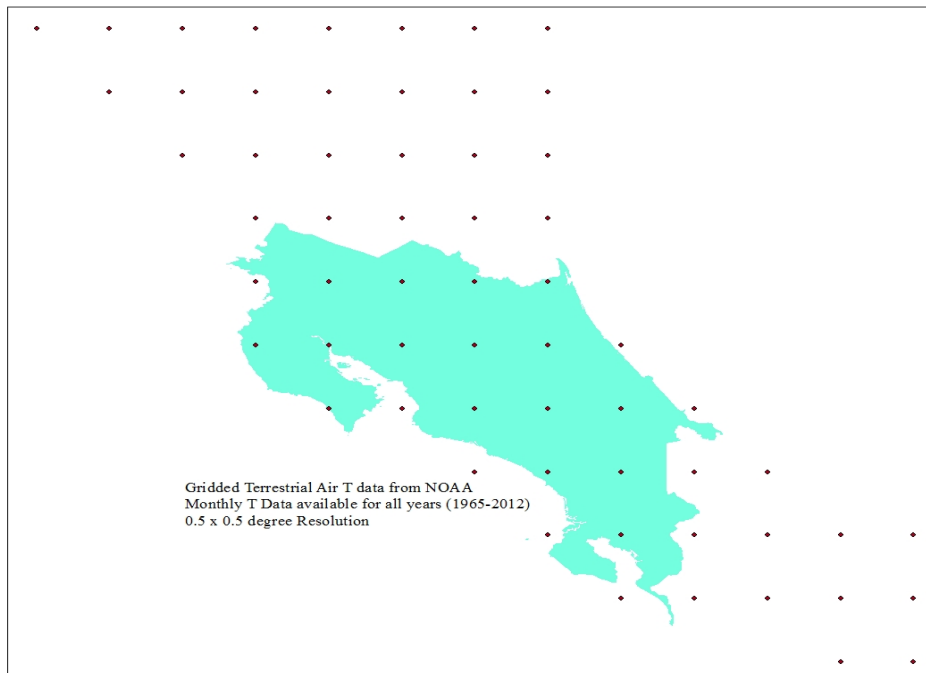 Gridded Terrestrial Air T data from NOAA
Monthly T Data available for all years (1965-2012)
0.5 x 0.5 degree Resolution